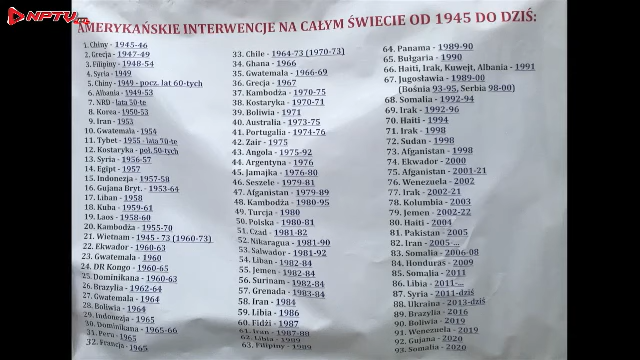 NPTV.pl
AMERYKAŃSKIE INTERWENCJE NA CAŁYM ŚWIECIE OD 1945 DO DZIŚ:
1. Chiny - 1945-46
2. Grecja - 1947-49
3. Filipiny - 1948-54
4. Syria - 1949
5. Chiny - 1949 - pocz. lat 60-tych
6. Albania - 1949-53
7. NRD - lata 50-te
8. Korea - 1950-53
9. Iran - 1953
10. Gwatemala - 1954
11. Tybet - 1955 - lata 70-te
12. Kostaryka - poł. 50-tych
13. Syria - 1956-57
14. Egipt - 1957
15. Indonezja - 1957-58
16. Gujana Bryt. - 1953-64
17. Liban - 1958
18. Kuba - 1959-61
19. Laos - 1958-60
20. Kambodża - 1955-70
21. Wietnam - 1945 - 73 (1960-73)
22. Ekwador - 1960-63
23. Gwatemala - 1960
24. DR Kongo - 1960-65
25. Dominikana - 1960-63
26. Brazylia - 1962-64
27. Gwatemala - 1964
28. Boliwia - 1964
29. Indonezja - 1965
30. Dominikana - 1965-66
31. Peru - 1965
32. Francja - 1965
33. Chile - 1964-73 (1970-73)
34. Ghana - 1966
35. Gwatemala - 1966-69
36. Grecja - 1967
37. Kambodża - 1970-75
38. Kostaryka - 1970-71
39. Boliwia - 1971
40. Australia - 1973-75
41. Portugalia - 1974-76
42. Zair - 1975
43. Angola - 1975-92
44. Argentyna - 1976
45. Jamajka - 1976-80
46. Seszele - 1979-81
47. Afganistan - 1979-89
48. Kambodża - 1980-95
49. Turcja - 1980
50. Polska - 1980-81
51. Czad - 1981-82
52. Nikaragua - 1981-90
53. Salwador - 1981-92
54. Liban - 1982-84
55. Jemen - 1982-84
56. Surinam - 1982-84
57. Grenada - 1983-84
58. Iran - 1984
59. Libia - 1986
60. Fidżi - 1987
61. Iran - 1987-88
62. Libia - 1989
63. Filipiny - 1989
64. Panama - 1989-90
65. Bułgaria - 1990
66. Haiti, Irak, Kuwejt, Albania - 1991
67. Jugosławia - 1989-00
(Bośnia 93-95, Serbia 98-00)
68. Somalia - 1992-94
69. Irak - 1992-96
70. Haiti - 1994
71. Irak - 1998
72. Sudan - 1998
73. Afganistan - 1998
74. Ekwador - 2000
75. Afganistan - 2001-21
76. Wenezuela - 2002
77. Irak - 2002-21
78. Kolumbia - 2003
79. Jemen - 2002-22
80. Haiti - 2004
81. Pakistan - 2005
82. Iran - 2005-...
83. Somalia - 2006-08
84. Honduras - 2009
85. Somalia - 2011
86. Libia - 2011-...
87. Syria - 2011-dziś
88. Ukraina - 2013-dziś
89. Brazylia - 2016
90. Boliwia - 2019
91. Wenezuela - 2019
92. Gujana - 2020
93. Somalia - 2020